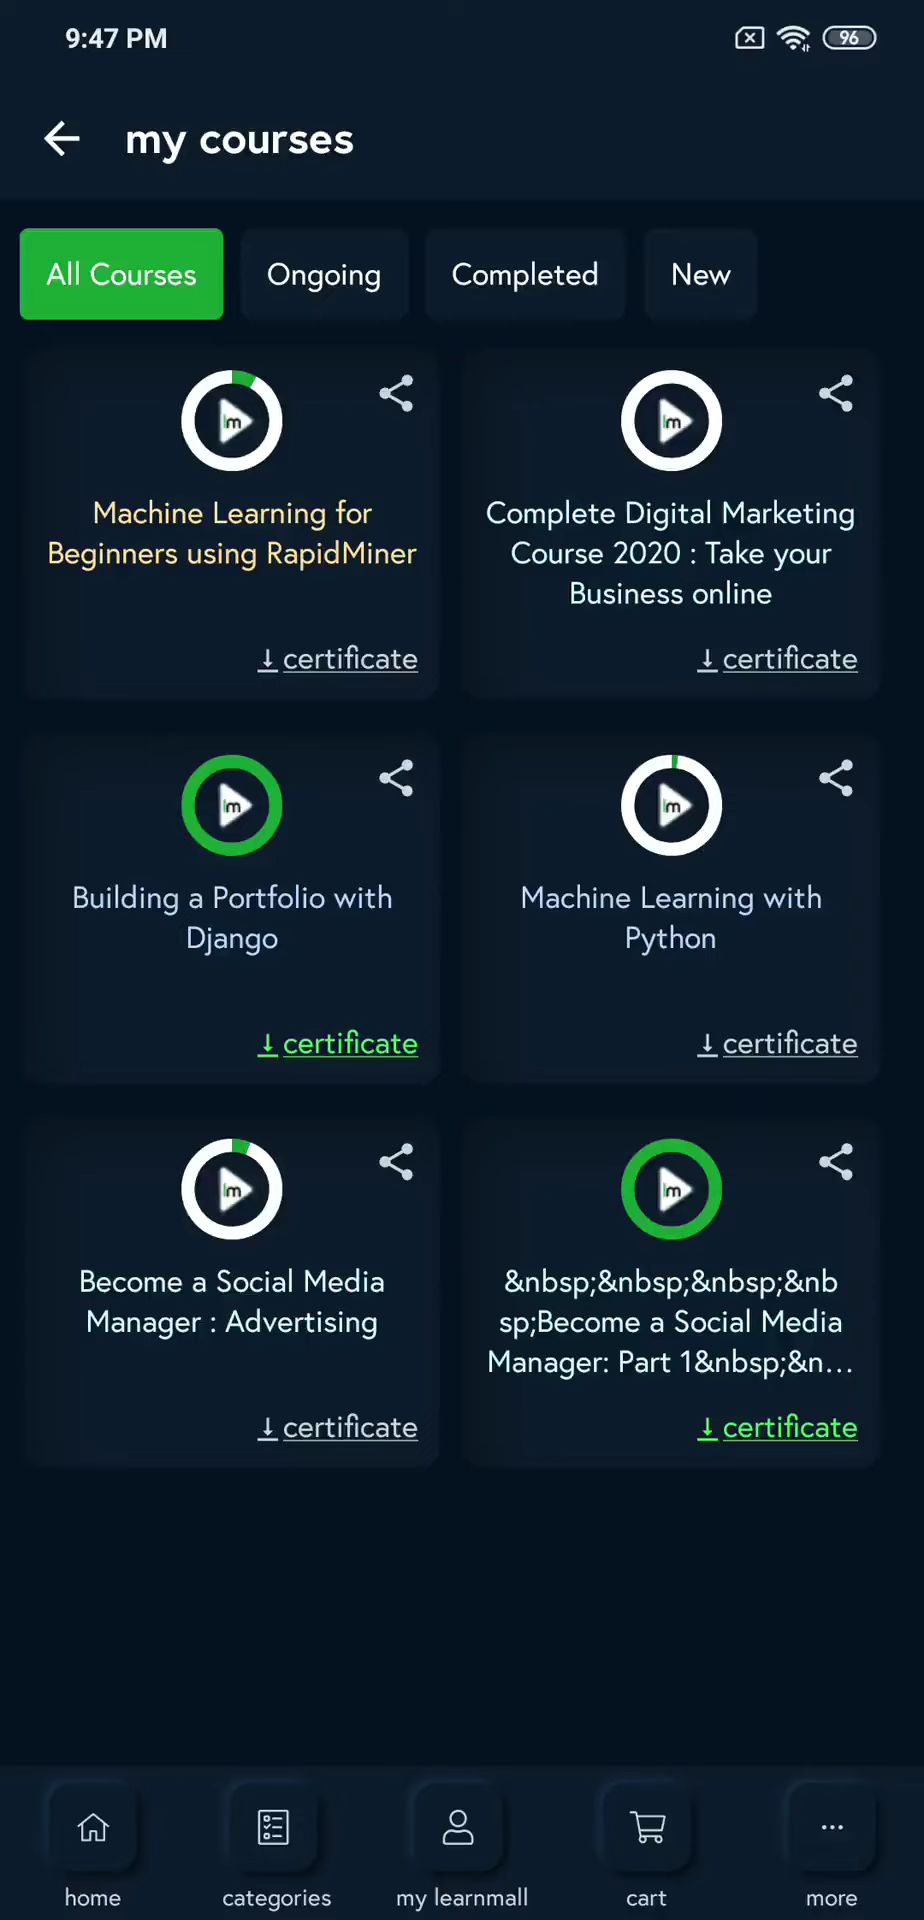 9:47 PM
96
my courses
All Courses
Ongoing
Completed
New
lm
Machine Learning for
Beginners using RapidMiner
certificate
lm
Complete Digital Marketing
Course 2020 : Take your
Business online
certificate
lm
Building a Portfolio with
Django
certificate
lm
Machine Learning with
Python
certificate
lm
Become a Social Media
Manager : Advertising
certificate
lm
&nbsp;&nbsp;&nbsp;&nb
sp;Become a Social Media
Manager: Part 1&nbsp;&n...
certificate
home
categories
my learnmall
cart
more